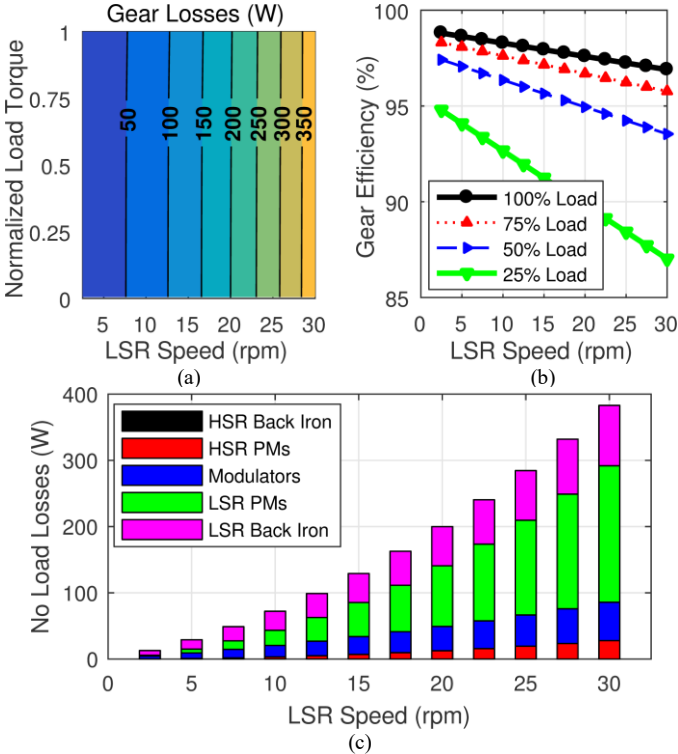 Gear Losses (W)
Normalized Load Torque
1
0.75
0.5
0.25
0
50
100
150
200
250
300
350
5
10
15
20
25
30
LSR Speed (rpm)
(a)
Gear Efficiency (%)
100
95
90
85
100% Load
75% Load
50% Load
25% Load
0
5
10
15
20
25
30
LSR Speed (rpm)
(b)
No Load Losses (W)
400
300
200
100
0
HSR Back Iron
HSR PMs
Modulators
LSR PMs
LSR Back Iron
0
5
10
15
20
25
30
LSR Speed (rpm)
(c)